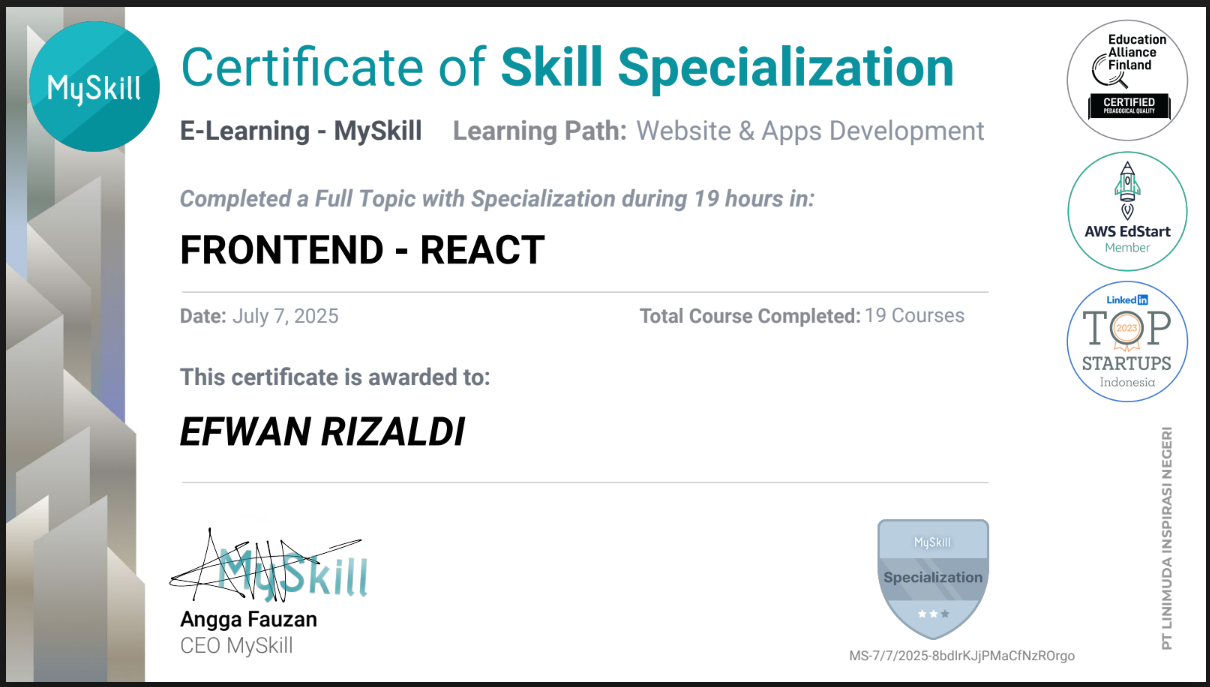 MySkill
Certificate of Skill Specialization
E-Learning - MySkill Learning Path: Website & Apps Development
Completed a Full Topic with Specialization during 19 hours in:
FRONTEND - REACT
Date: July 7, 2025 Total Course Completed: 19 Courses
This certificate is awarded to:
EFWAN RIZALDI
MySkill
Angga Fauzan
CEO MySkill
MySkill
Specialization
MS-7/7/2025-8bdIrKJjPMaCfNzROrgo
Education
Alliance
Finland
CERTIFIED
PEDAGOGICAL QUALITY
AWS EdStart
Member
Linked in
TOP
2023
STARTUPS
Indonesia
PT LINIMUDA INSPIRASI NEGERI